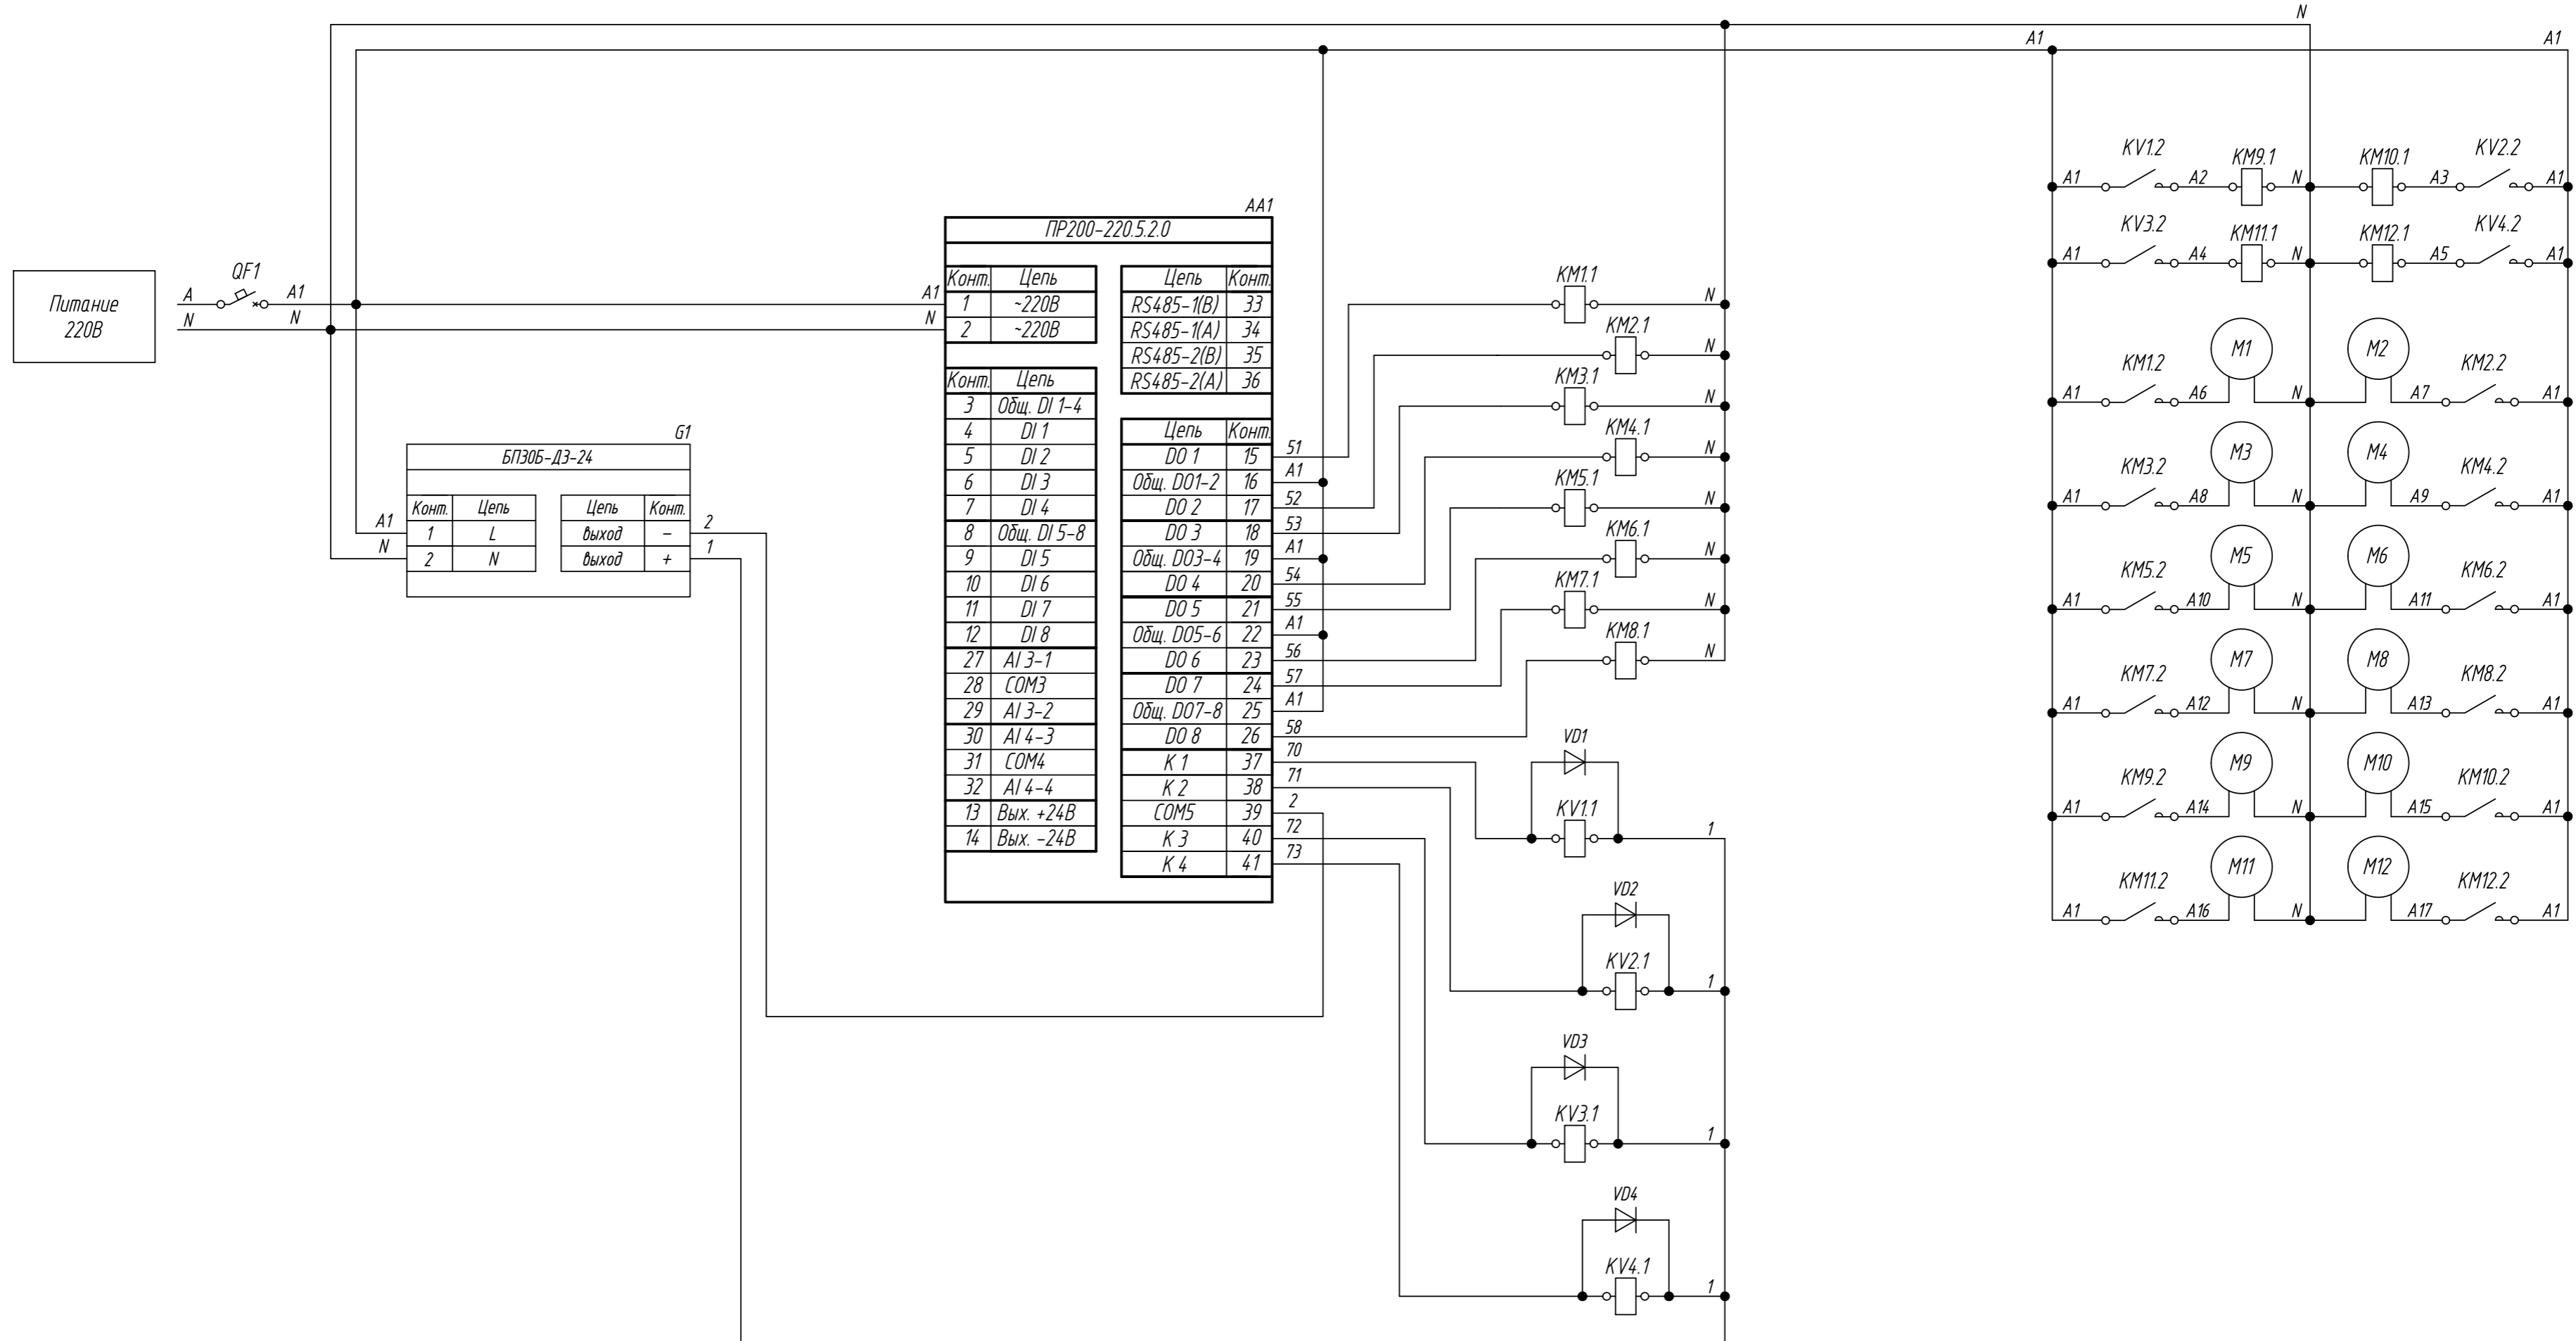 N
A1
A1
Питание
220В
A
QF1
A1
N
N
G1
БП30Б-Д3-24
Конт. Цепь
1 L
2 N
Цепь Конт.
выход −
выход +
A1
N
2
1
AA1
ПР200-220.5.2.0
A1
N
Конт. Цепь
1 ~220В
2 ~220В
Конт. Цепь
3 Общ. DI 1-4
4 DI 1
5 DI 2
6 DI 3
7 DI 4
8 Общ. DI 5-8
9 DI 5
10 DI 6
11 DI 7
12 DI 8
27 AI 3-1
28 COM3
29 AI 3-2
30 AI 4-3
31 COM4
32 AI 4-4
13 Вых. +24В
14 Вых. -24В
Цепь Конт.
RS485-1(B) 33
RS485-1(A) 34
RS485-2(B) 35
RS485-2(A) 36
Цепь Конт.
DO 1 15 51
Общ. DO1-2 16 A1
DO 2 17 52
DO 3 18 53
Общ. DO3-4 19 A1
DO 4 20 54
DO 5 21 55
Общ. DO5-6 22 A1
DO 6 23 56
DO 7 24 57
Общ. DO7-8 25 A1
DO 8 26 58
K 1 37 70
K 2 38 71
COM5 39 2
K 3 40 72
K 4 41 73
KM1.1 N
KM2.1 N
KM3.1 N
KM4.1 N
KM5.1 N
KM6.1 N
KM7.1 N
KM8.1 N
VD1
KV1.1 1
VD2
KV2.1 1
VD3
KV3.1 1
VD4
KV4.1 1
KV1.2 KM9.1 KM10.1 KV2.2
A1 A2 N A3 A1
KV3.2 KM11.1 KM12.1 KV4.2
A1 A4 N A5 A1
KM1.2 M1 M2 KM2.2
A1 A6 N A7 A1
KM3.2 M3 M4 KM4.2
A1 A8 N A9 A1
KM5.2 M5 M6 KM6.2
A1 A10 N A11 A1
KM7.2 M7 M8 KM8.2
A1 A12 N A13 A1
KM9.2 M9 M10 KM10.2
A1 A14 N A15 A1
KM11.2 M11 M12 KM12.2
A1 A16 N A17 A1